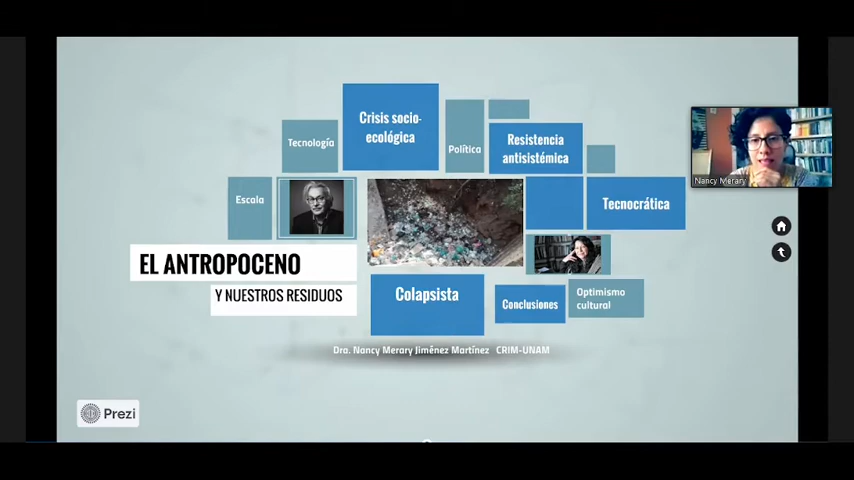 Crisis socio-
ecológica
Tecnología
Política
Resistencia
antisistémica
Nancy Merary
Escala
Tecnocrática
EL ANTROPOCENO
Y NUESTROS RESIDUOS
Colapsista
Conclusiones
Optimismo
cultural
Dra. Nancy Merary Jiménez Martínez CRIM-UNAM
Prezi